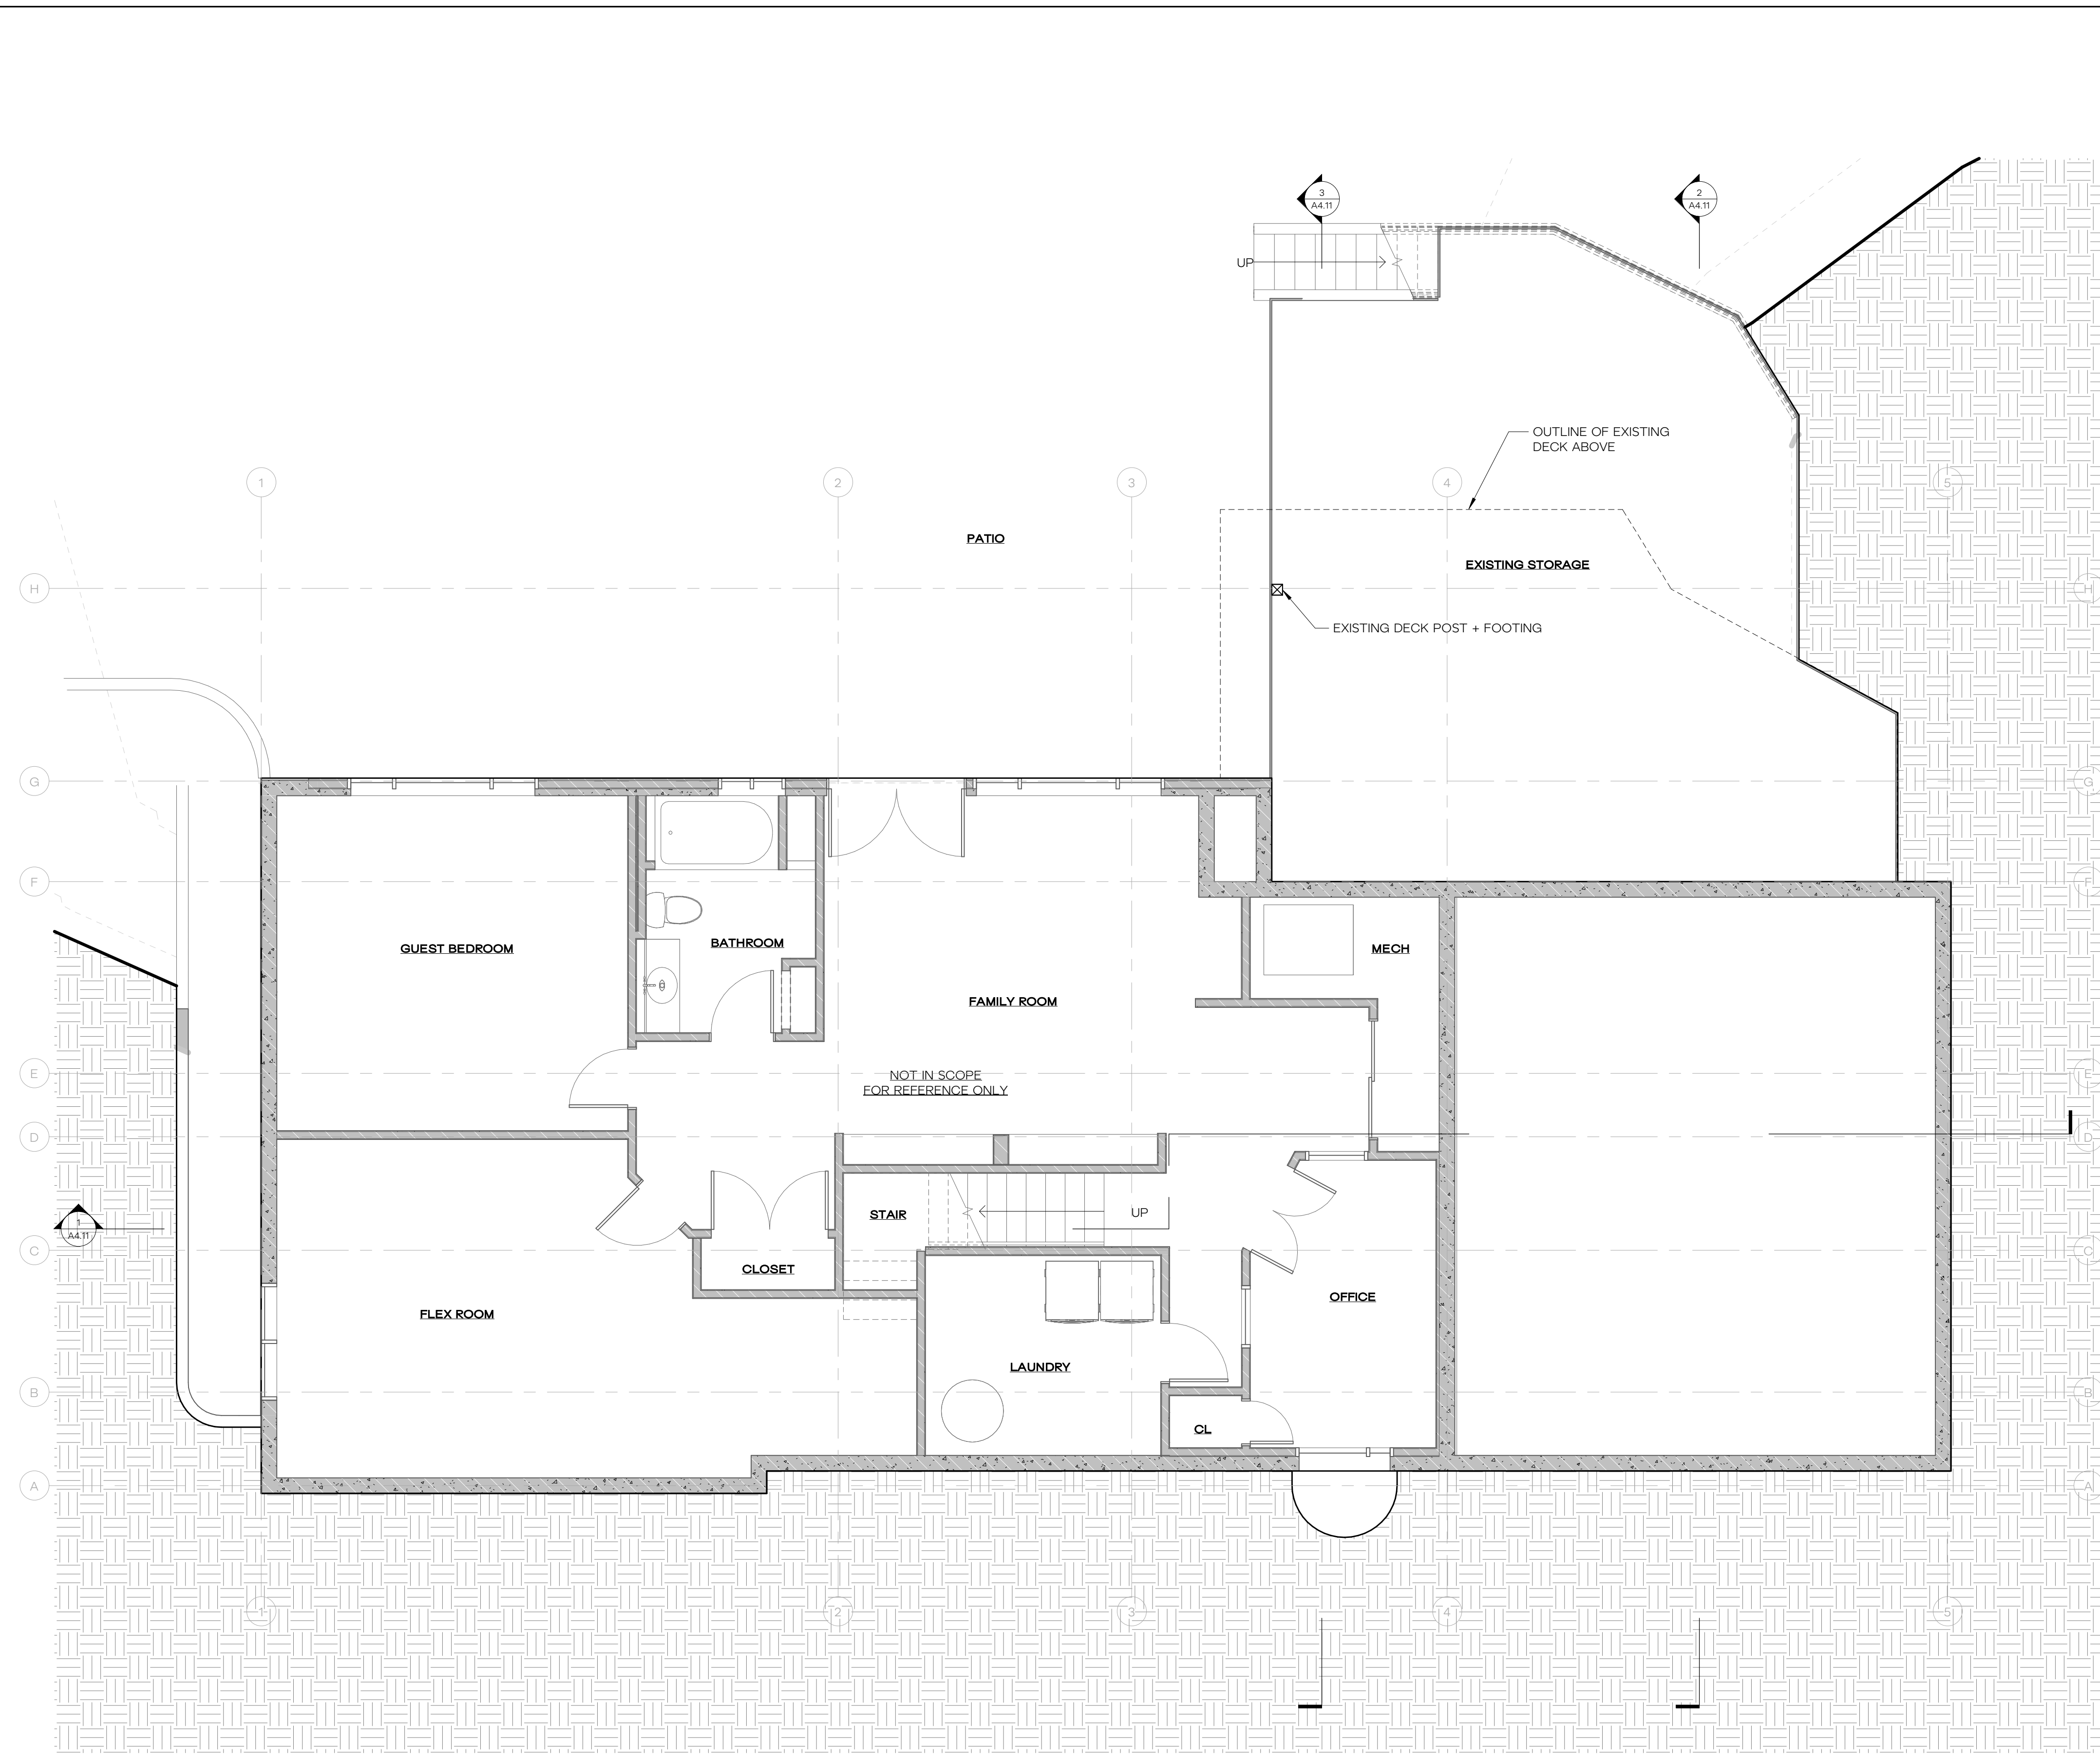 3
A4.11
2
A4.11
UP
OUTLINE OF EXISTING
DECK ABOVE
1
2
3
4
5
PATIO
EXISTING STORAGE
H
H
EXISTING DECK POST + FOOTING
G
G
F
F
GUEST BEDROOM
BATHROOM
MECH
FAMILY ROOM
E
E
NOT IN SCOPE
FOR REFERENCE ONLY
D
D
STAIR
UP
1
A4.11
C
C
CLOSET
OFFICE
FLEX ROOM
LAUNDRY
B
B
CL
A
A
1
2
3
4
5